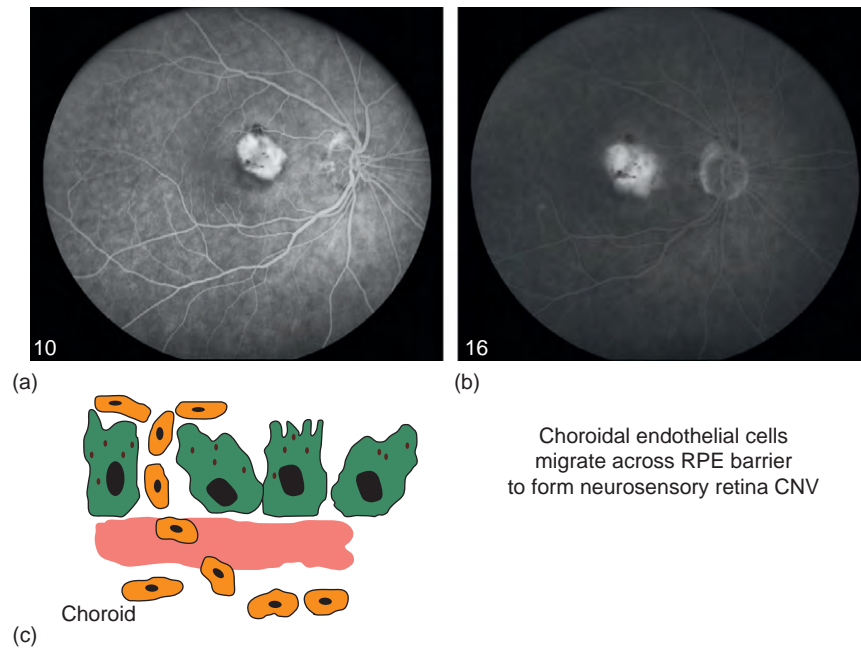 10
16
(a)
(b)
Choroidal endothelial cells
migrate across RPE barrier
to form neurosensory retina CNV
Choroid
(c)